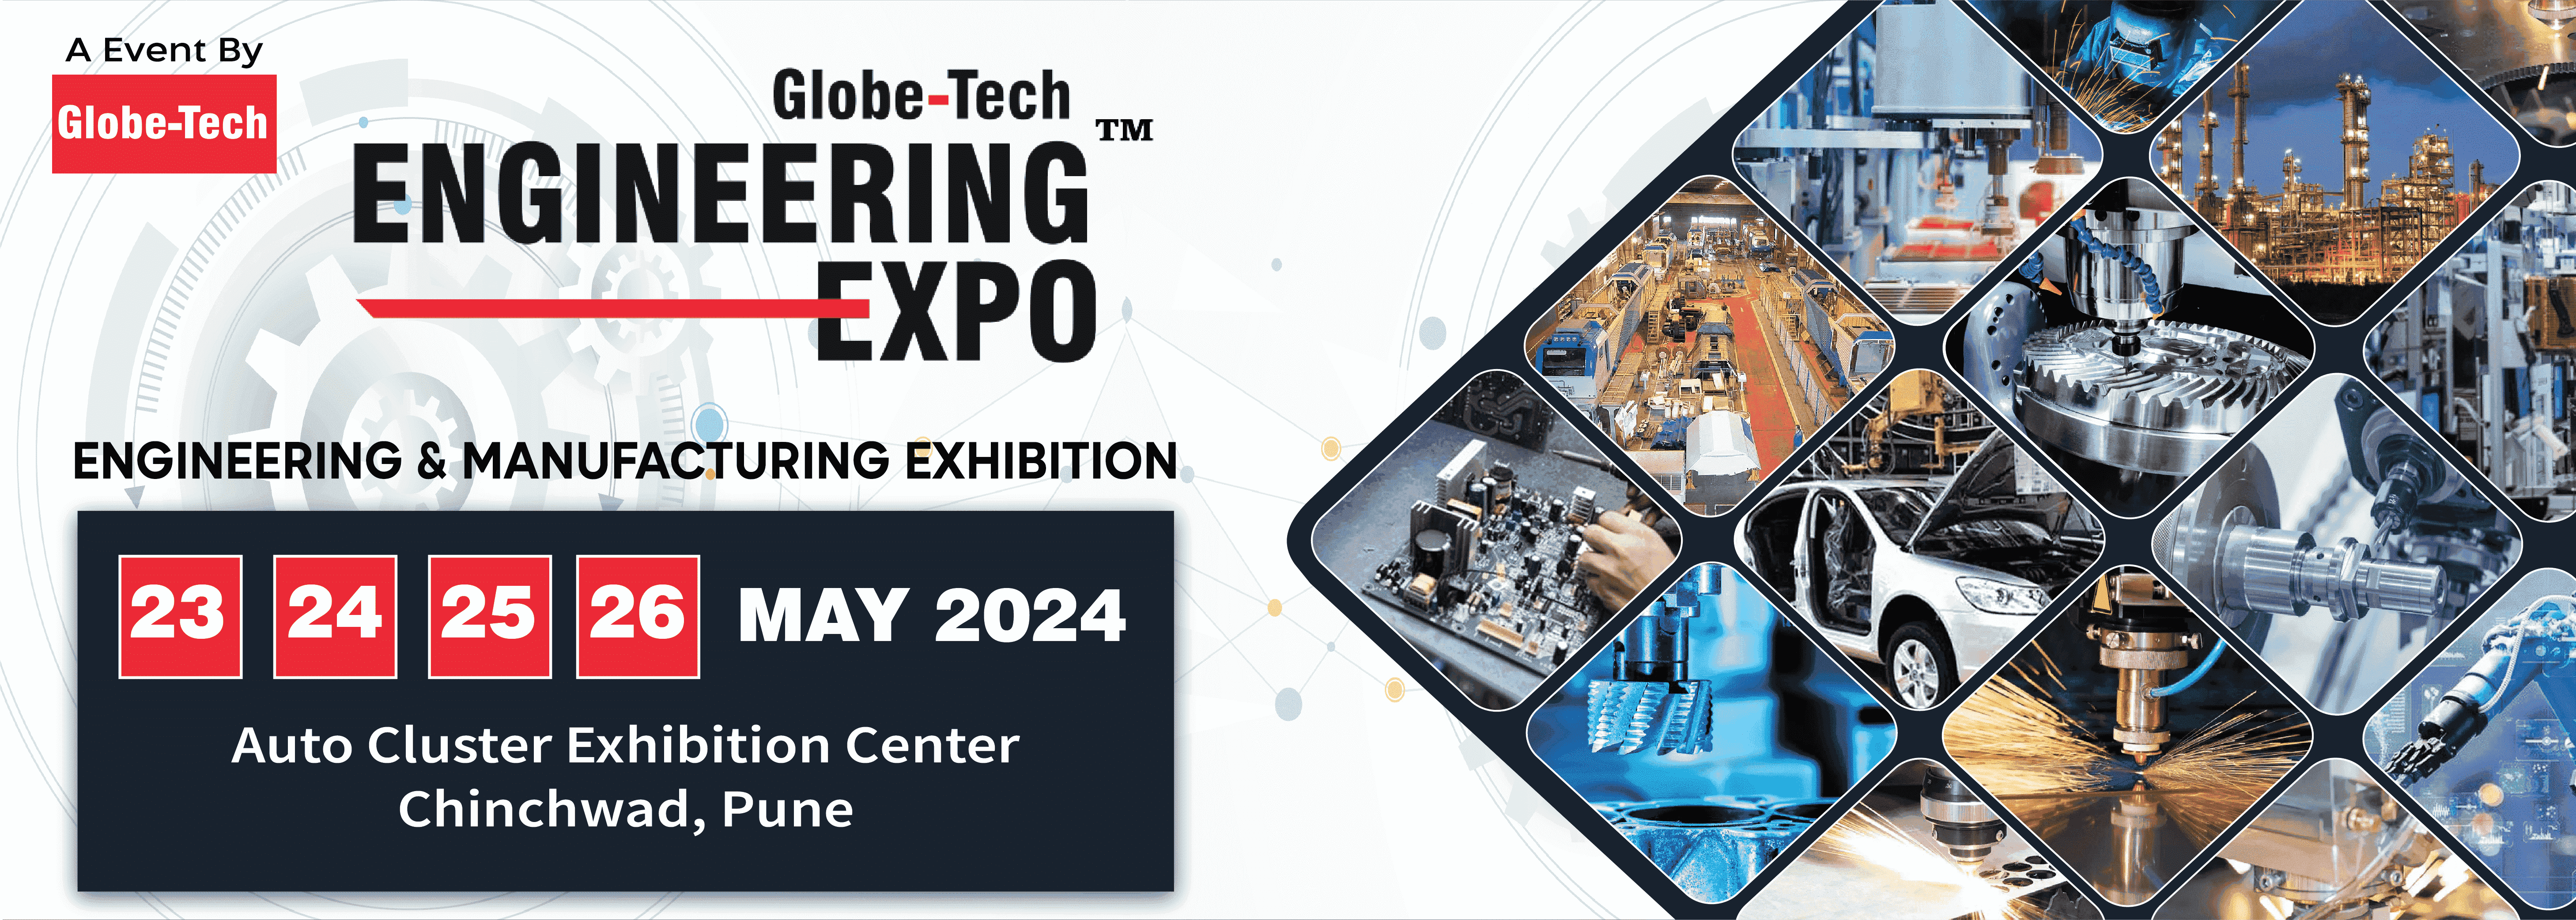 A Event By
Globe-Tech
Globe-Tech
ENGINEERING™
EXPO
ENGINEERING & MANUFACTURING EXHIBITION
23 24 25 26 MAY 2024
Auto Cluster Exhibition Center
Chinchwad, Pune